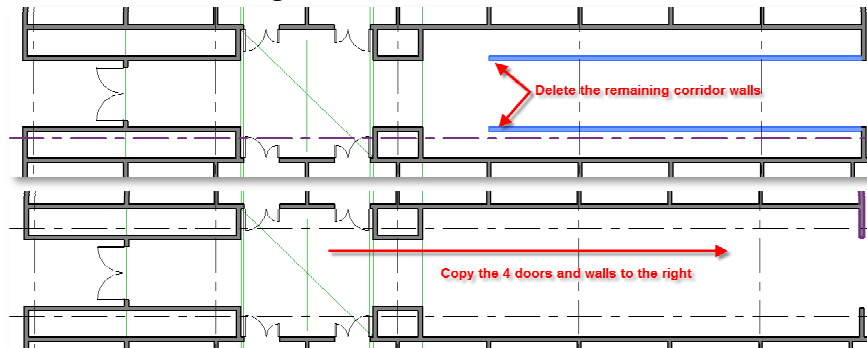 Delete the remaining corridor walls
Copy the 4 doors and walls to the right